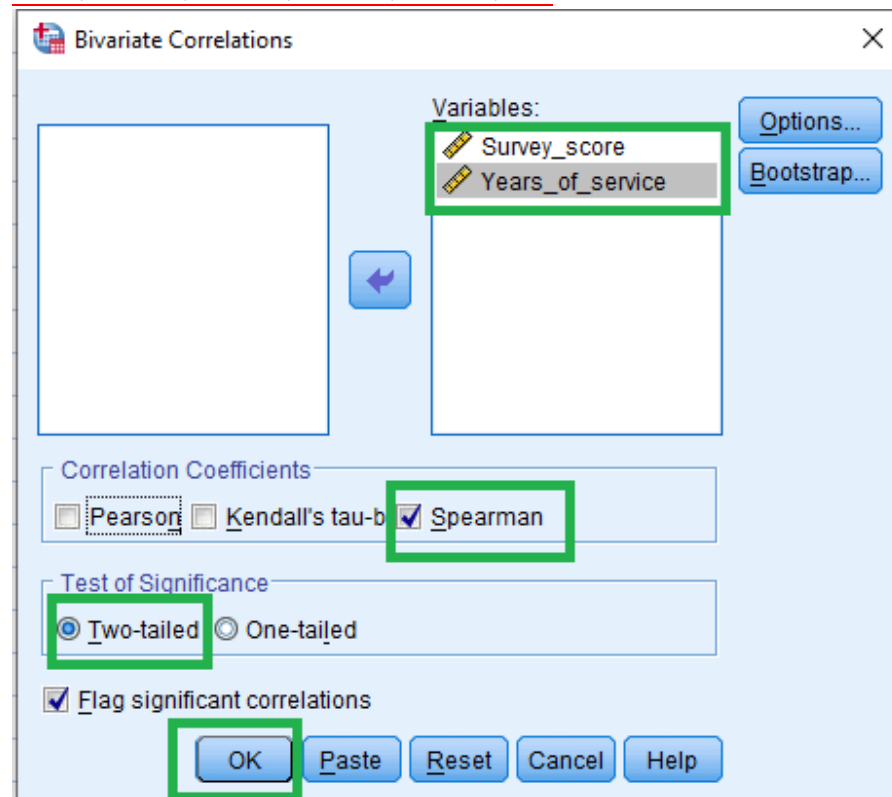 Bivariate Correlations
Variables:
Survey_score
Years_of_service
Options...
Bootstrap...
Correlation Coefficients
Pearson Kendall's tau-b Spearman
Test of Significance
Two-tailed One-tailed
Flag significant correlations
OK Paste Reset Cancel Help